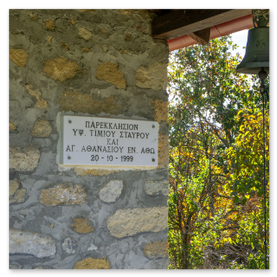 ΠΑΡΕΚΚΛΗΣΙΟΝ
ΥΨ. ΤΙΜΙΟΥ ΣΤΑΥΡΟΥ
ΚΑΙ
ΑΓ. ΑΘΑΝΑΣΙΟΥ ΕΝ. ΑΘΩ
20 - 10 - 1999